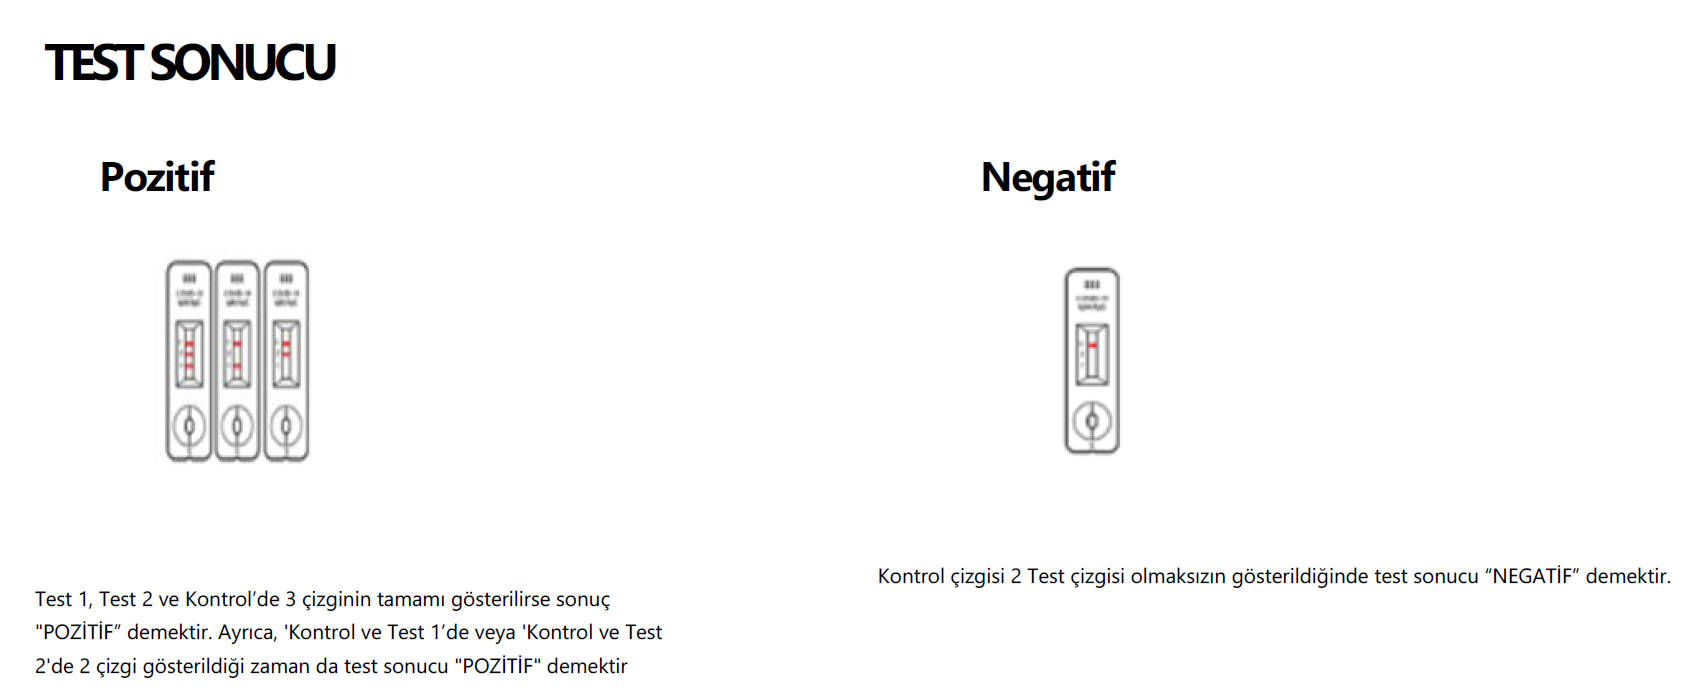 TEST SONUCU
Pozitif
Negatif
Kontrol çizgisi 2 Test çizgisi olmaksızın gösterildiğinde test sonucu “NEGATİF” demektir.
Test 1, Test 2 ve Kontrol’de 3 çizginin tamamı gösterilirse sonuç
"POZİTİF” demektir. Ayrıca, 'Kontrol ve Test 1’de veya 'Kontrol ve Test
2'de 2 çizgi gösterildiği zaman da test sonucu "POZİTİF" demektir